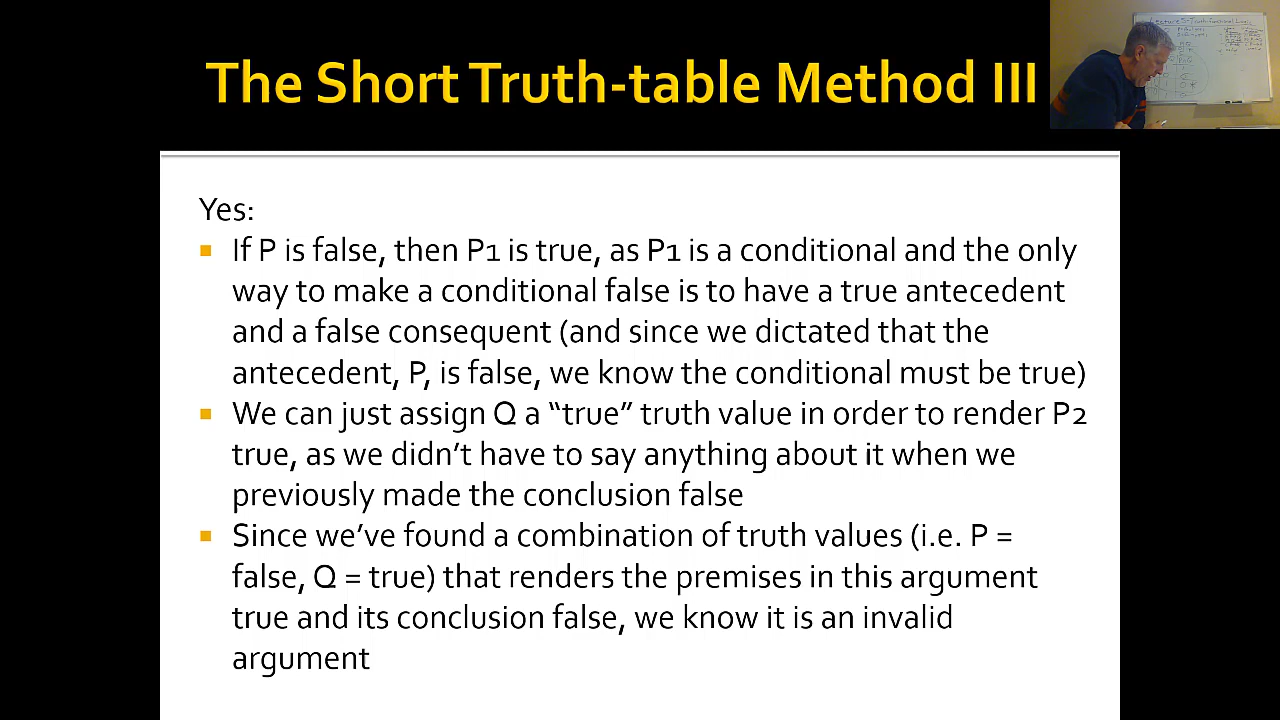 The Short Truth-table Method III
Yes:
If P is false, then P1 is true, as P1 is a conditional and the only
way to make a conditional false is to have a true antecedent
and a false consequent (and since we dictated that the
antecedent, P, is false, we know the conditional must be true)
We can just assign Q a “true” truth value in order to render P2
true, as we didn’t have to say anything about it when we
previously made the conclusion false
Since we’ve found a combination of truth values (i.e. P =
false, Q = true) that renders the premises in this argument
true and its conclusion false, we know it is an invalid
argument